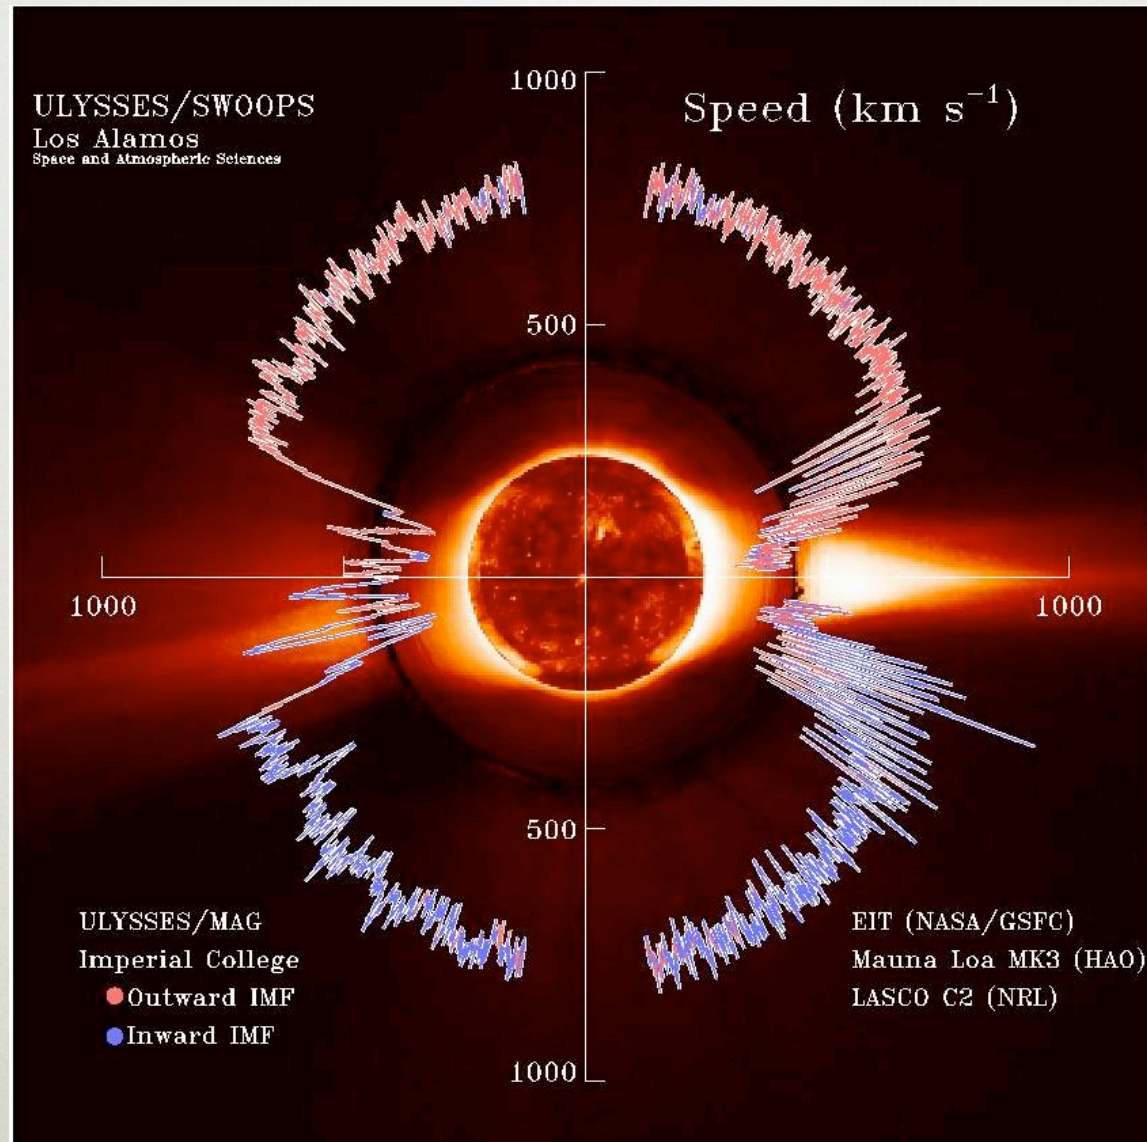 ULYSSES/SWOOPS
Los Alamos
Space and Atmospheric Sciences
Speed (km s⁻¹)
1000
500
1000
1000
500
1000
ULYSSES/MAG
Imperial College
Outward IMF
Inward IMF
EIT (NASA/GSFC)
Mauna Loa MK3 (HAO)
LASCO C2 (NRL)